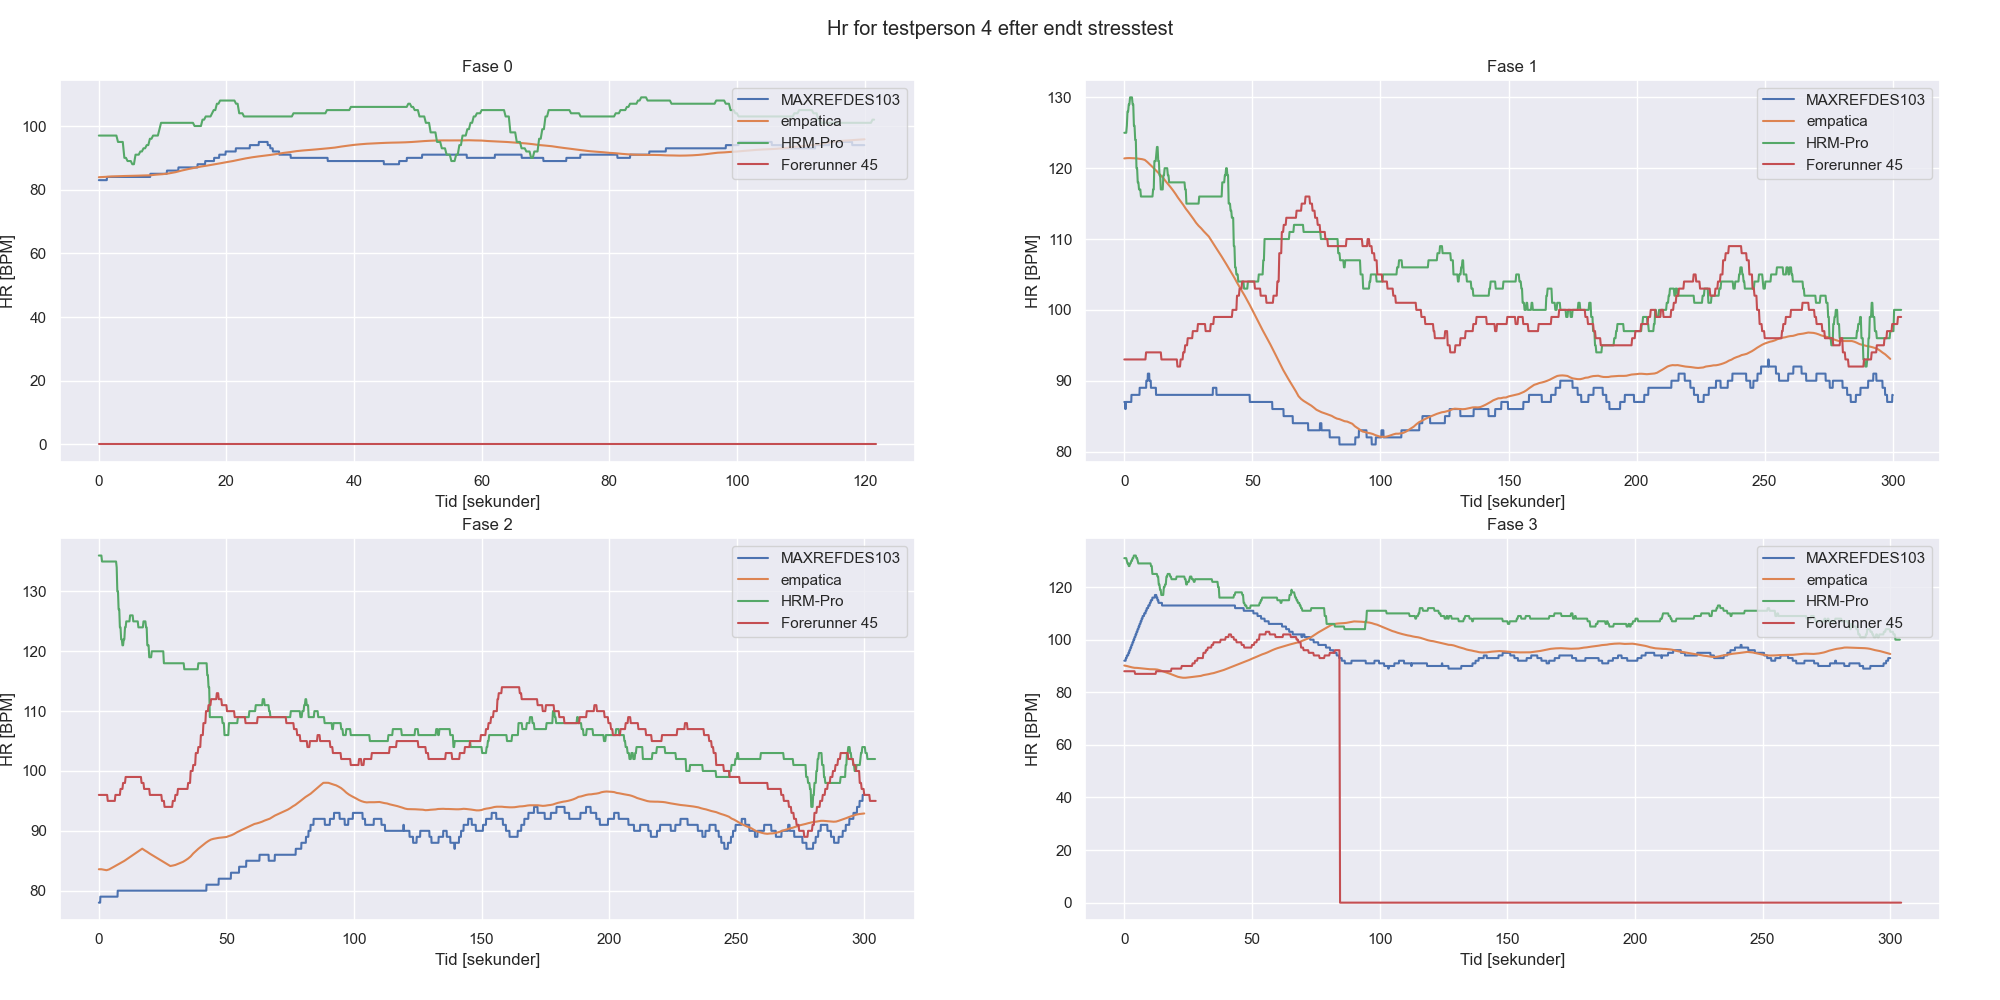 Hr for testperson 4 efter endt stresstest
Fase 0
HR [BPM]
100
80
60
40
20
0
0 20 40 60 80 100 120
Tid [sekunder]
MAXREFDES103
empatica
HRM-Pro
Forerunner 45
Fase 1
HR [BPM]
130
120
110
100
90
80
0 50 100 150 200 250 300
Tid [sekunder]
MAXREFDES103
empatica
HRM-Pro
Forerunner 45
Fase 2
HR [BPM]
130
120
110
100
90
80
0 50 100 150 200 250 300
Tid [sekunder]
MAXREFDES103
empatica
HRM-Pro
Forerunner 45
Fase 3
HR [BPM]
120
100
80
60
40
20
0
0 50 100 150 200 250 300
Tid [sekunder]
MAXREFDES103
empatica
HRM-Pro
Forerunner 45